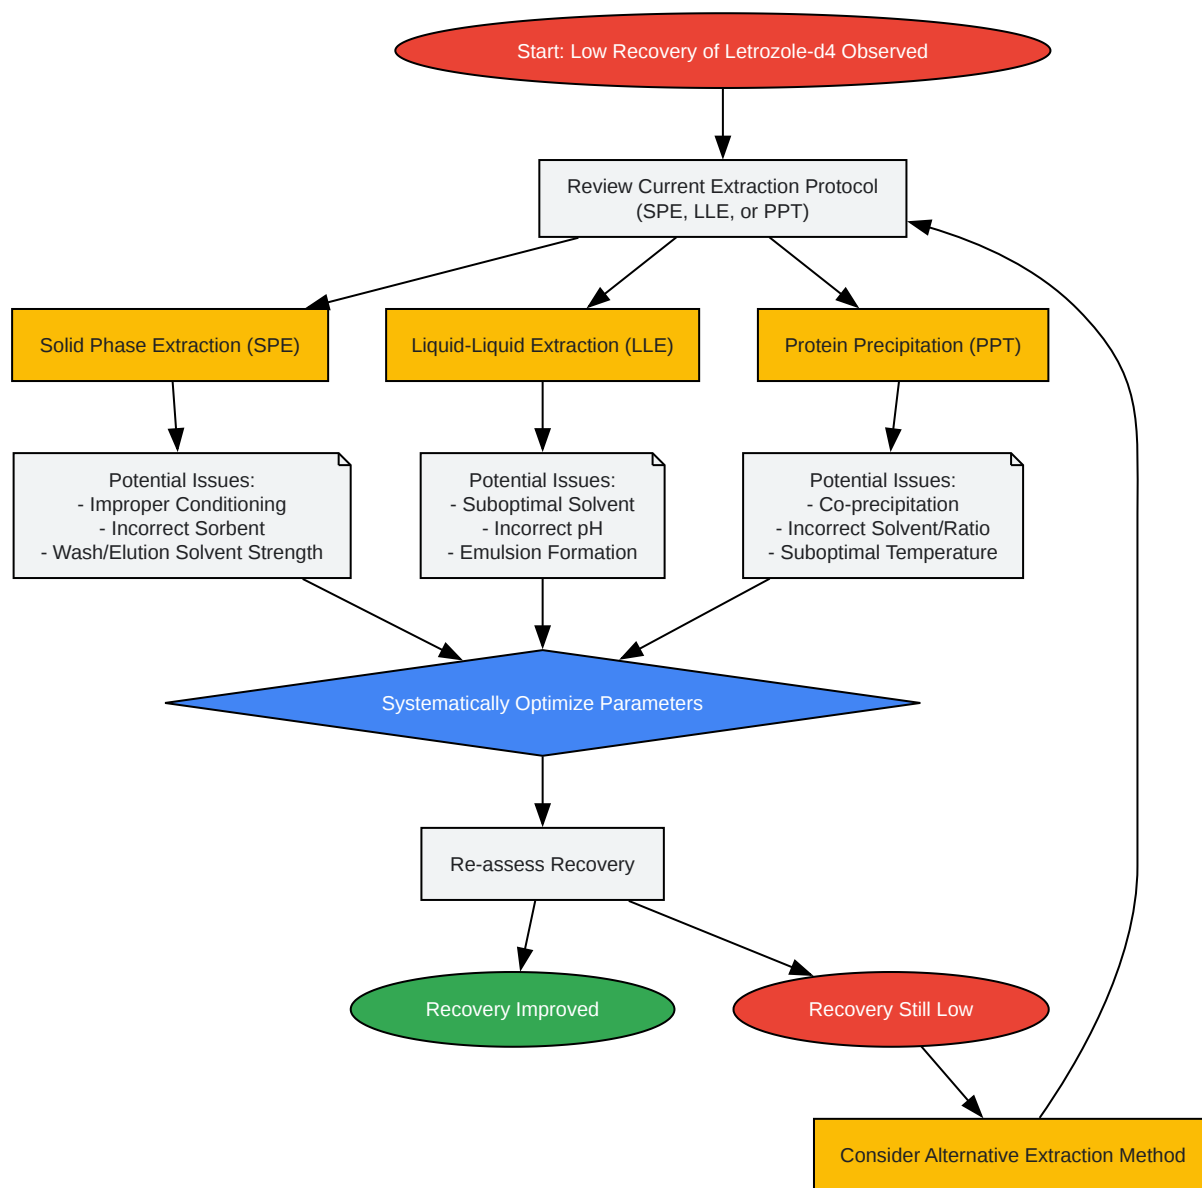 Start: Low Recovery of Letrozole-d4 Observed
Review Current Extraction Protocol
(SPE, LLE, or PPT)
Solid Phase Extraction (SPE)
Liquid-Liquid Extraction (LLE)
Protein Precipitation (PPT)
Potential Issues:
- Improper Conditioning
- Incorrect Sorbent
- Wash/Elution Solvent Strength
Potential Issues:
- Suboptimal Solvent
- Incorrect pH
- Emulsion Formation
Potential Issues:
- Co-precipitation
- Incorrect Solvent/Ratio
- Suboptimal Temperature
Systematically Optimize Parameters
Re-assess Recovery
Recovery Improved
Recovery Still Low
Consider Alternative Extraction Method